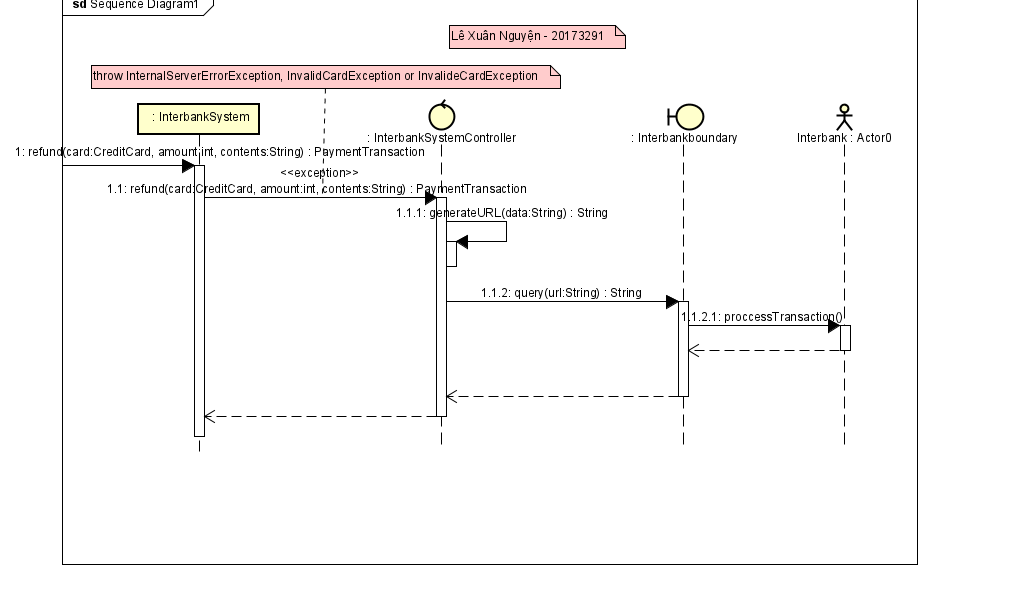 sd Sequence Diagram1
Lê Xuân Nguyện - 20173291
throw InternalServerErrorException, InvalidCardException or InvalideCardException
: InterbankSystem
: InterbankSystemController
: Interbankboundary
Interbank : Actor0
1: refund(card:CreditCard, amount:int, contents:String) : PaymentTransaction
<<exception>>
1.1: refund(card:CreditCard, amount:int, contents:String) : PaymentTransaction
1.1.1: generateURL(data:String) : String
1.1.2: query(url:String) : String
1.1.2.1: proccessTransaction()